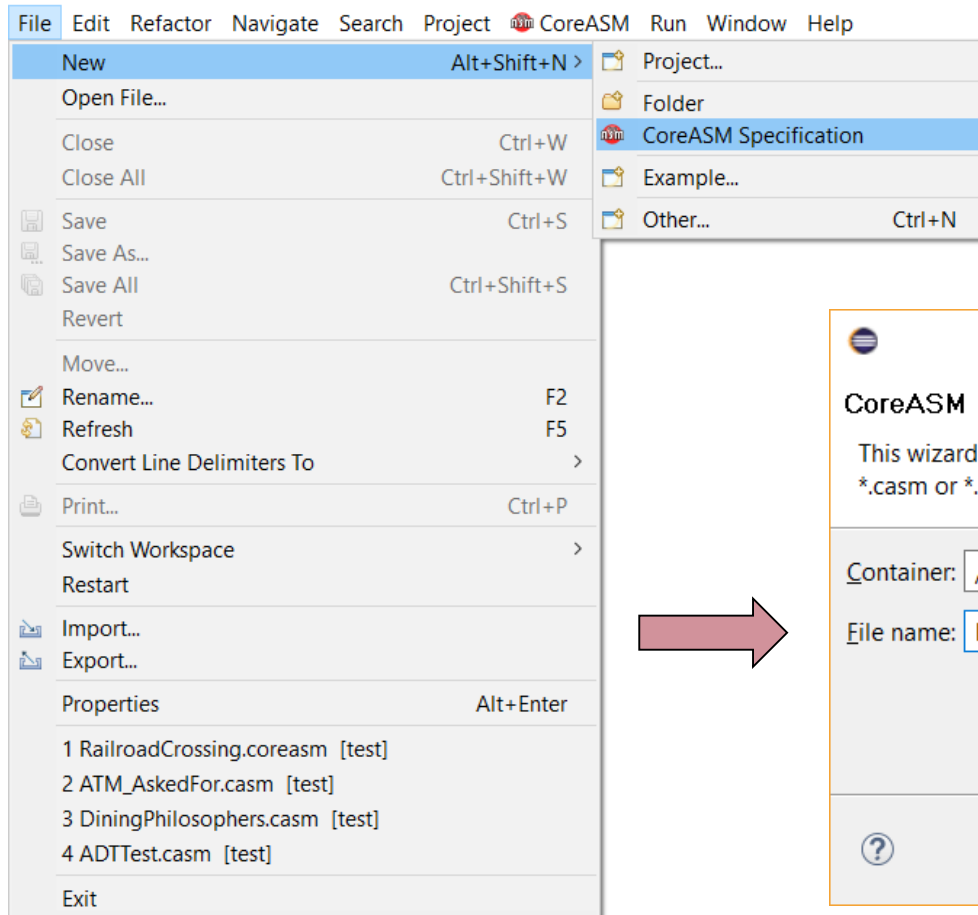 File Edit Refactor Navigate Search Project CoreASM Run Window Help
New Alt+Shift+N >
Open File...
Close Ctrl+W
Close All Ctrl+Shift+W
Save Ctrl+S
Save As...
Save All Ctrl+Shift+S
Revert
Move...
Rename... F2
Refresh F5
Convert Line Delimiters To >
Print... Ctrl+P
Switch Workspace >
Restart
Import...
Export...
Properties Alt+Enter
1 RailroadCrossing.coreasm [test]
2 ATM_AskedFor.casm [test]
3 DiningPhilosophers.casm [test]
4 ADTTest.casm [test]
Exit
Project...
Folder
CoreASM Specification
Example...
Other... Ctrl+N
CoreASM
This wizard
*.casm or *.
Container:
File name: